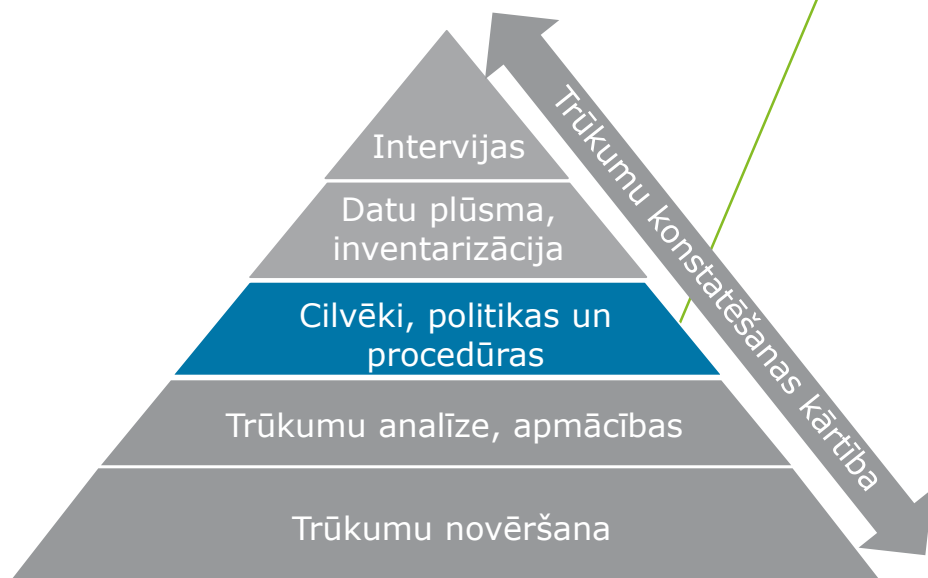 Intervijas
Datu plūsma,
inventarizācija
Cilvēki, politikas un
procedūras
Trūkumu analīze, apmācības
Trūkumu novēršana
Trūkumu konstatēšanas kārtība